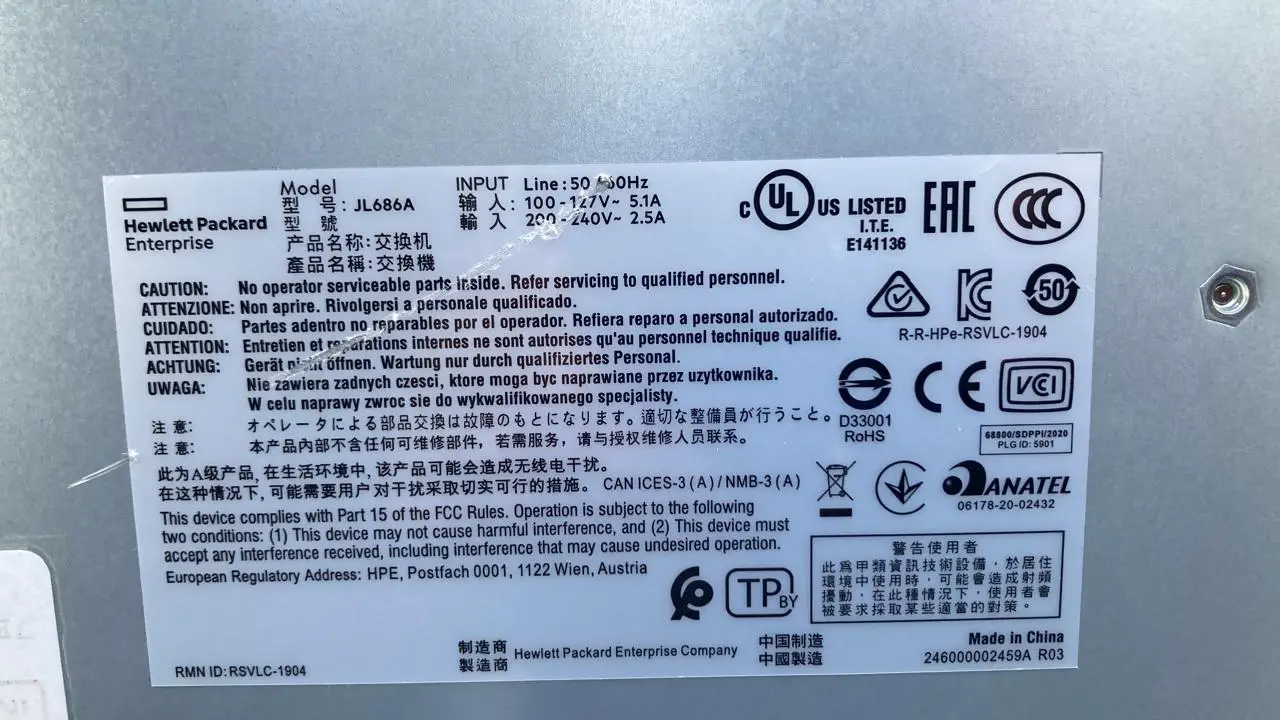 Hewlett Packard
Enterprise
Model
型 号: JL686A
型 號
产品名称:交换机
產品名稱:交換機
INPUT Line: 50/60Hz
输 入: 100-127V~ 5.1A
輸 入 200-240V~ 2.5A
C UL US LISTED
I.T.E.
E141136
EAC
CCC
CAUTION: No operator serviceable parts inside. Refer servicing to qualified personnel.
ATTENZIONE: Non aprire. Rivolgersi a personale qualificado.
CUIDADO: Partes adentro no reparables por el operador. Refiera reparo a personal autorizado.
ATTENTION: Entretien et reparations internes ne sont autorises qu'au personnel technique qualifie.
ACHTUNG: Gerät nicht öffnen. Wartung nur durch qualifiziertes Personal.
UWAGA: Nie zawiera zadnych czesci, ktore moga byc naprawiane przez uzytkownika.
W celu naprawy zwroc sie do wykwalifikowanego specjalisty.
注 意: オペレータによる部品交換は故障のもとになります。適切な整備員が行うこと。
注 意: 本产品内部不含任何可维修部件，若需服务，请与授权维修人员联系。
此为A级产品, 在生活环境中, 该产品可能会造成无线电干扰。
在这种情况下, 可能需要用户对干扰采取切实可行的措施。 CAN ICES-3 (A) / NMB-3 (A)
This device complies with Part 15 of the FCC Rules. Operation is subject to the following
two conditions: (1) This device may not cause harmful interference, and (2) This device must
accept any interference received, including interference that may cause undesired operation.
European Regulatory Address: HPE, Postfach 0001, 1122 Wien, Austria
50
R-R-HPe-RSVLC-1904
D33001
RoHS
CE
VCI
68800/SDPPI/2020
PLG ID: 5901
ANATEL
06178-20-02432
TP BY
警告使用者
此為甲類資訊技術設備，於居住
環境中使用時，可能會造成射頻
擾動，在此種情況下，使用者會
被要求採取某些適當的對策。
制造商
製造商 Hewlett Packard Enterprise Company
中国制造
中國製造
Made in China
246000002459A R03
RMN ID: RSVLC-1904